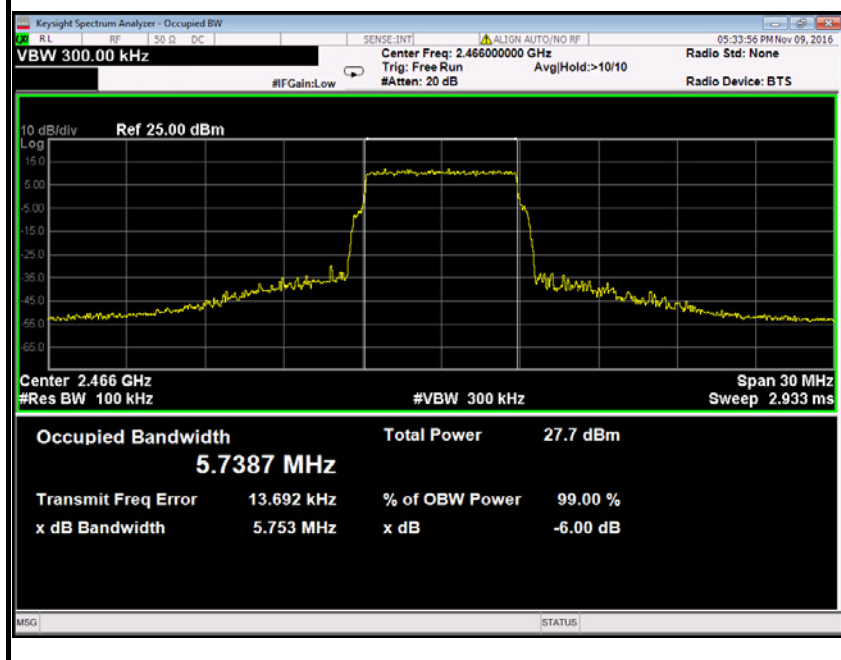 Keysight Spectrum Analyzer - Occupied BW
RL RF 50 Ω DC SENSE:INT ALIGN AUTO/NO RF 05:33:56 PM Nov 09, 2016
VBW 300.00 kHz Center Freq: 2.466000000 GHz Radio Std: None
Trig: Free Run Avg|Hold:>10/10
#IFGain:Low #Atten: 20 dB Radio Device: BTS
10 dB/div Ref 25.00 dBm
Log
15.0
5.00
-5.00
-15.0
-25.0
-35.0
-45.0
-55.0
-65.0
Center 2.466 GHz Span 30 MHz
#Res BW 100 kHz #VBW 300 kHz Sweep 2.933 ms
Occupied Bandwidth Total Power 27.7 dBm
5.7387 MHz
Transmit Freq Error 13.692 kHz % of OBW Power 99.00 %
x dB Bandwidth 5.753 MHz x dB -6.00 dB
MSG STATUS